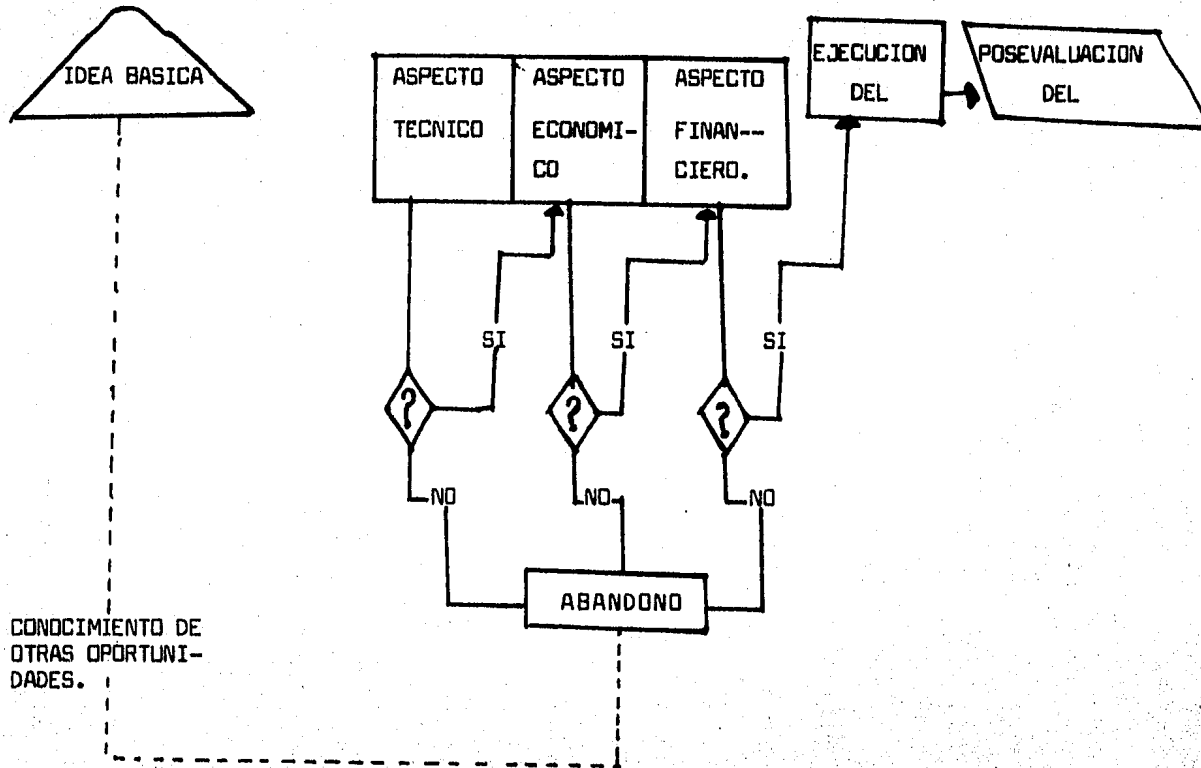 IDEA BASICA
ASPECTO
TECNICO
ASPECTO
ECONOMI-
CO
ASPECTO
FINAN--
CIERO.
EJECUCION
DEL
POSEVALUACION
DEL
SI
SI
SI
?
?
?
NO
NO
NO
ABANDONO
CONOCIMIENTO DE
OTRAS OPORTUNI-
DADES.